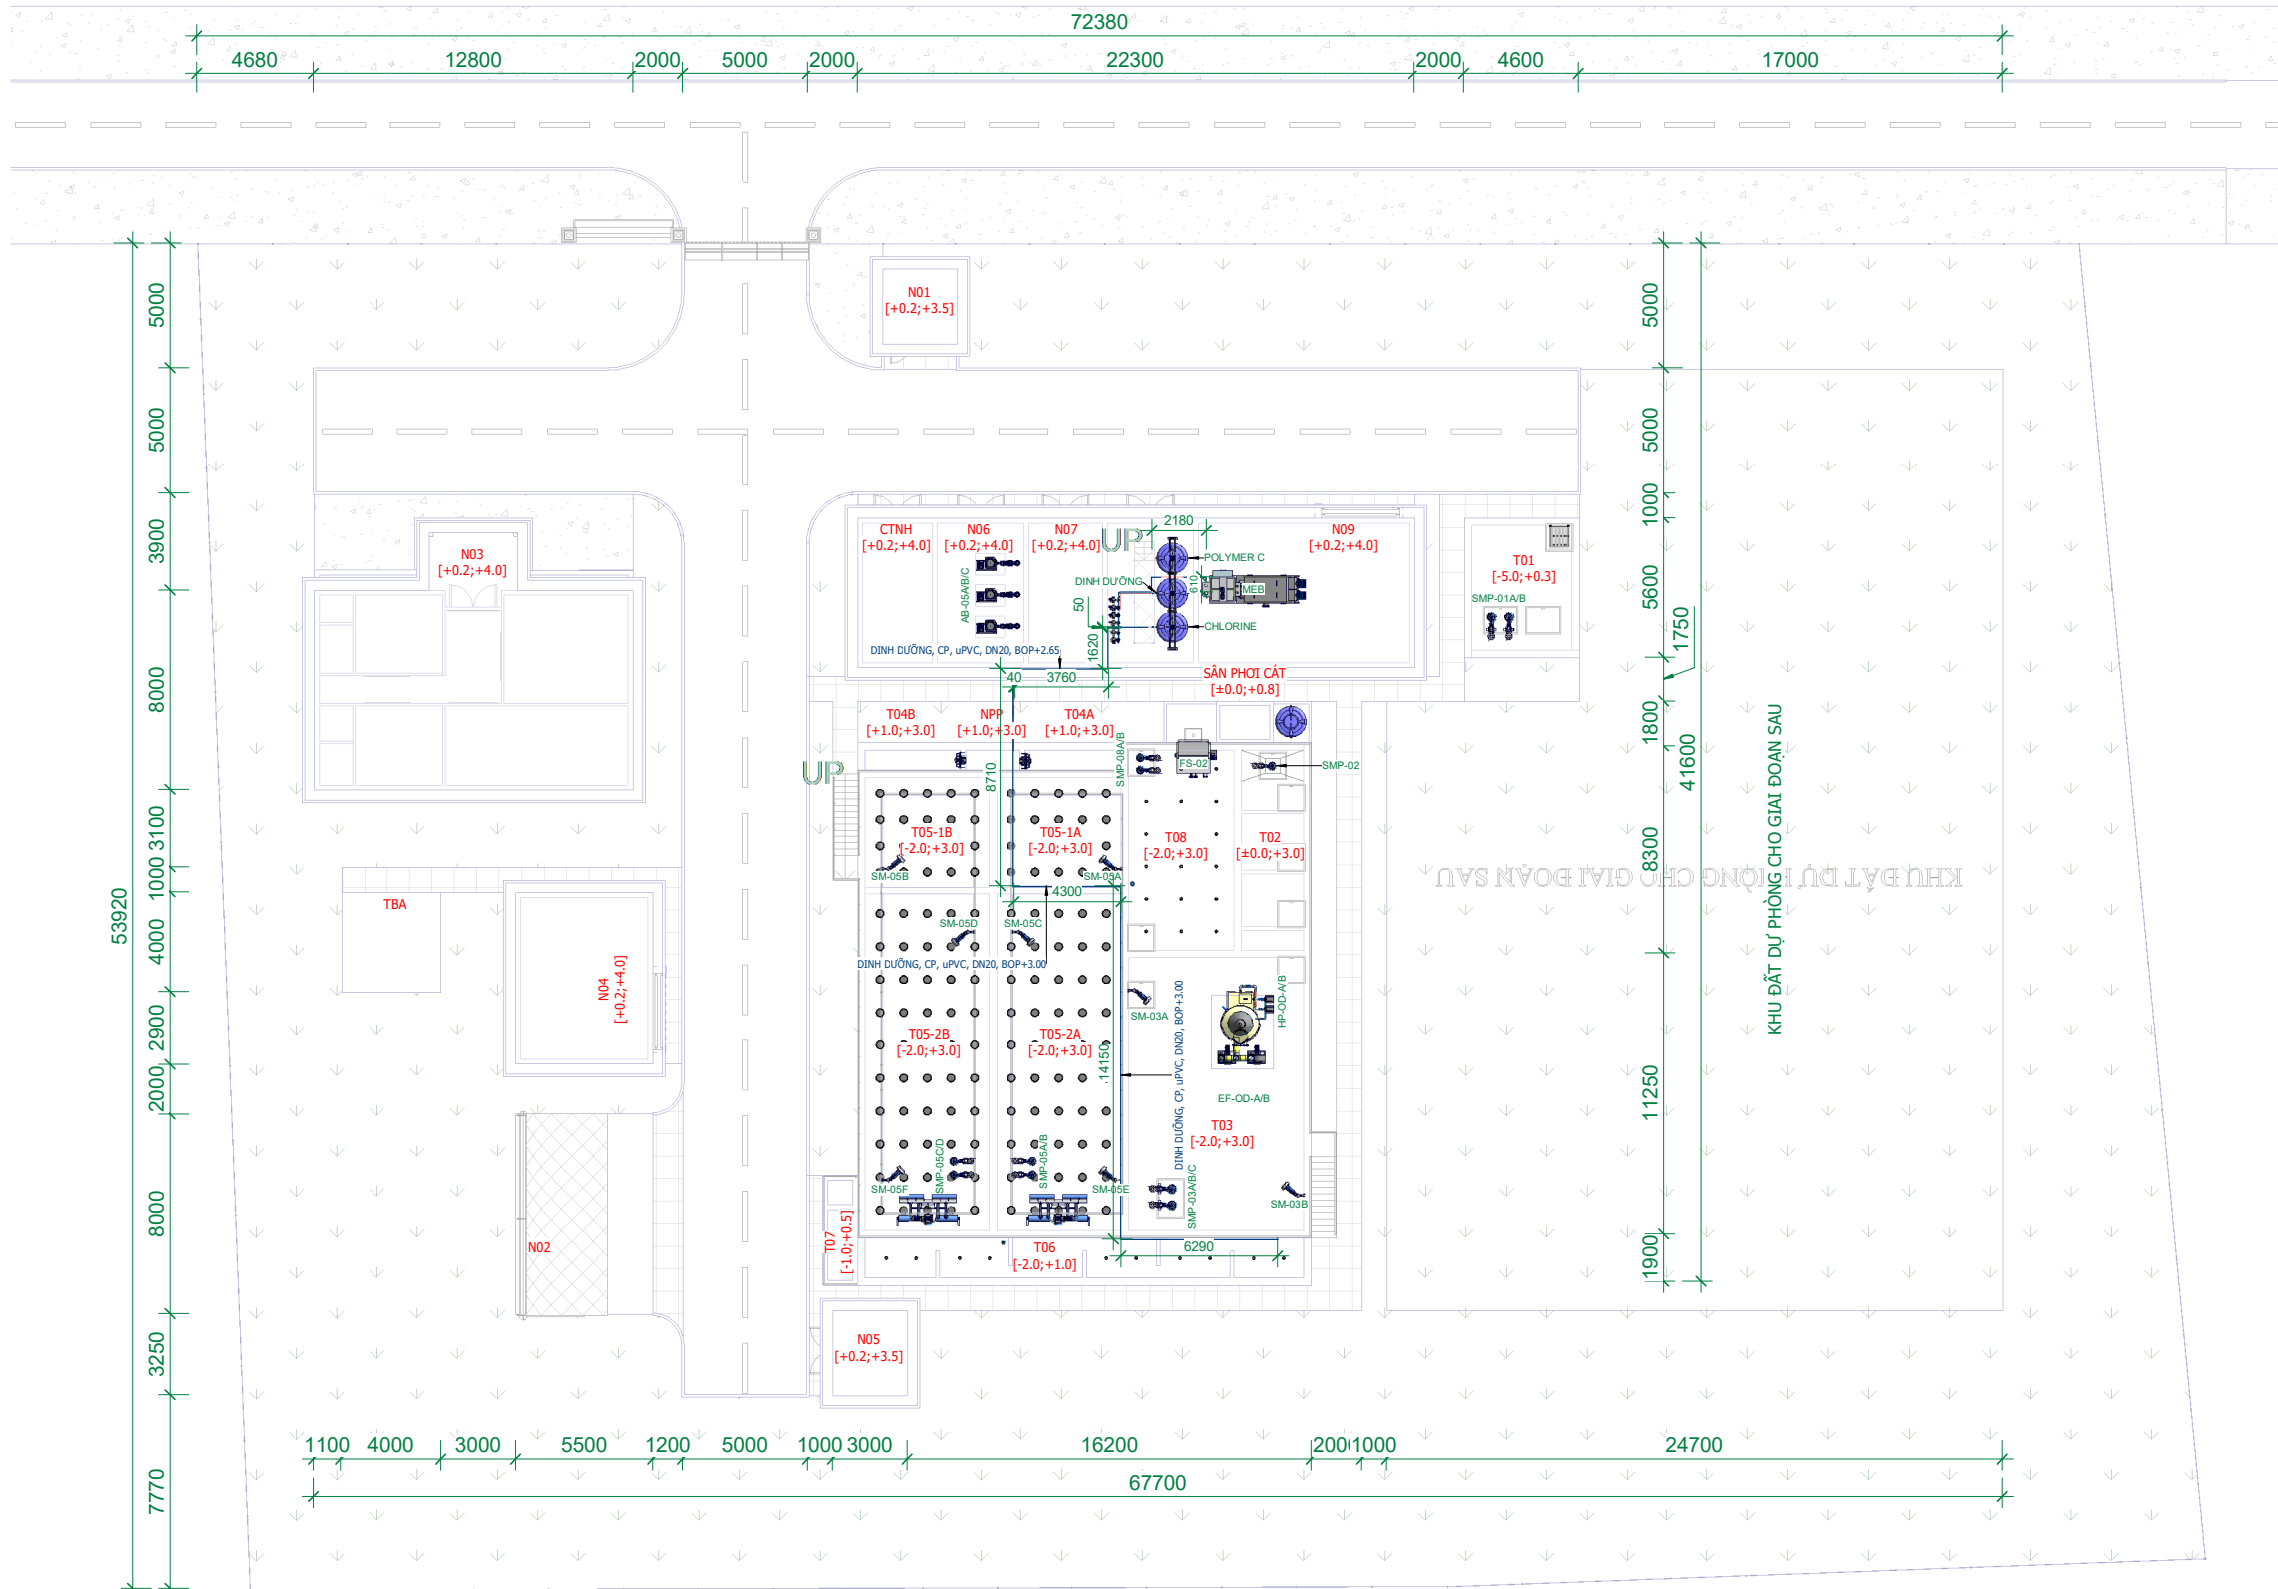 72380
4680
12800
2000
5000
2000
22300
2000
4600
17000
N01
[+0.2;+3.5]
5000
5000
3900
8000
3100
1000
4000
2900
2000
8000
3250
7770
53920
5000
5000
1000
5600
1750
1800
41600
8300
11250
1900
N03
[+0.2;+4.0]
CTNH
[+0.2;+4.0]
N06
[+0.2;+4.0]
N07
[+0.2;+4.0]
UP
2180
N09
[+0.2;+4.0]
POLYMER C
DINH DƯỠNG
610
MEB
CHLORINE
50
1620
AB-05A/B/C
T01
[-5.0;+0.3]
SMP-01A/B
DINH DƯỠNG, CP, uPVC, DN20, BOP+2.65
40
3760
SÂN PHƠI CÁT
[±0.0;+0.8]
T04B
[+1.0;+3.0]
NPP
[+1.0;+3.0]
T04A
[+1.0;+3.0]
UP
8710
SMP-08A/B
FS-02
SMP-02
T05-1B
[-2.0;+3.0]
T05-1A
[-2.0;+3.0]
T08
[-2.0;+3.0]
T02
[±0.0;+3.0]
SM-05B
SM-05A
4300
KHU ĐẤT DỰ PHÒNG CHO GIAI ĐOẠN SAU
KHU ĐẤT DỰ PHÒNG CHO GIAI ĐOẠN SAU
TBA
N04
[+0.2;+4.0]
SM-05D
SM-05C
DINH DƯỠNG, CP, uPVC, DN20, BOP+3.00
SM-03A
HP-OD-A/B
T05-2B
[-2.0;+3.0]
T05-2A
[-2.0;+3.0]
14150
DINH DƯỠNG, CP, uPVC, DN20, BOP+3.00
EF-OD-A/B
T03
[-2.0;+3.0]
SM-05F
SMP-05C/D
SMP-05A/B
SM-05E
SMP-03A/B/C
SM-03B
N02
T07
[-1.0;+0.5]
T06
[-2.0;+1.0]
6290
N05
[+0.2;+3.5]
1100
4000
3000
5500
1200
5000
1000
3000
16200
2000
1000
24700
67700